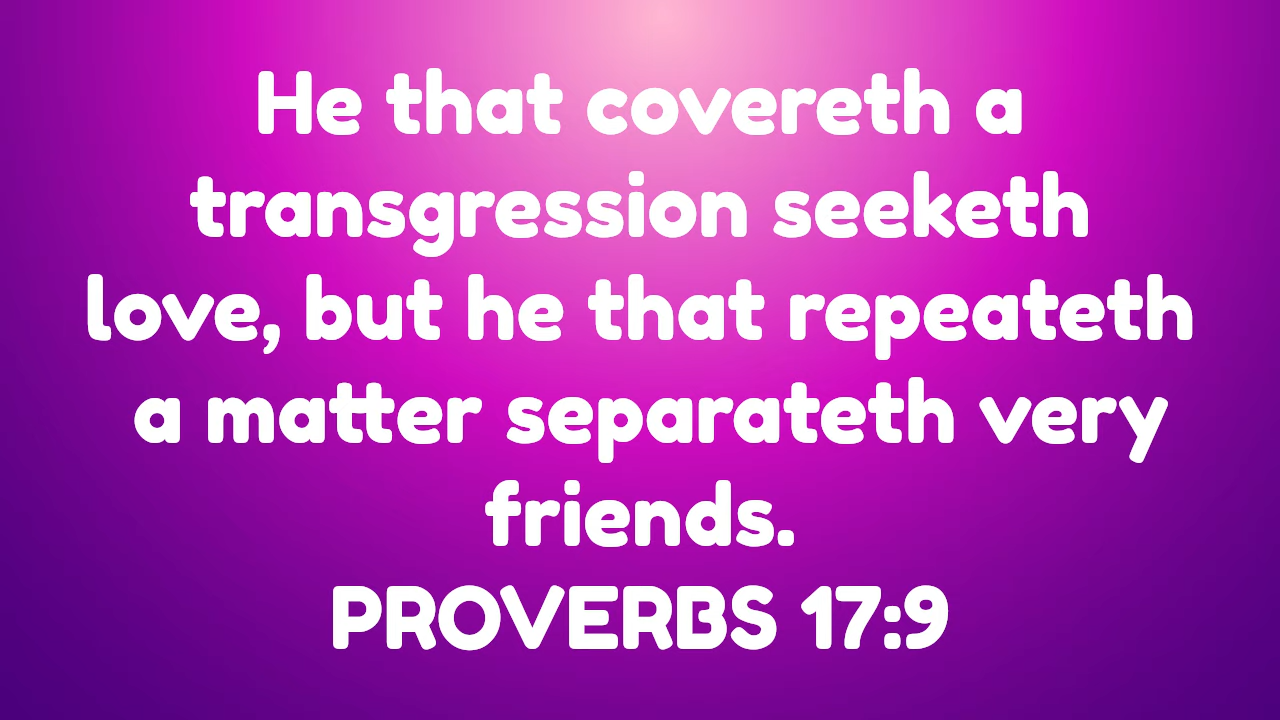 He that covereth a
transgression seeketh
love, but he that repeateth
a matter separateth very
friends.
PROVERBS 17:9